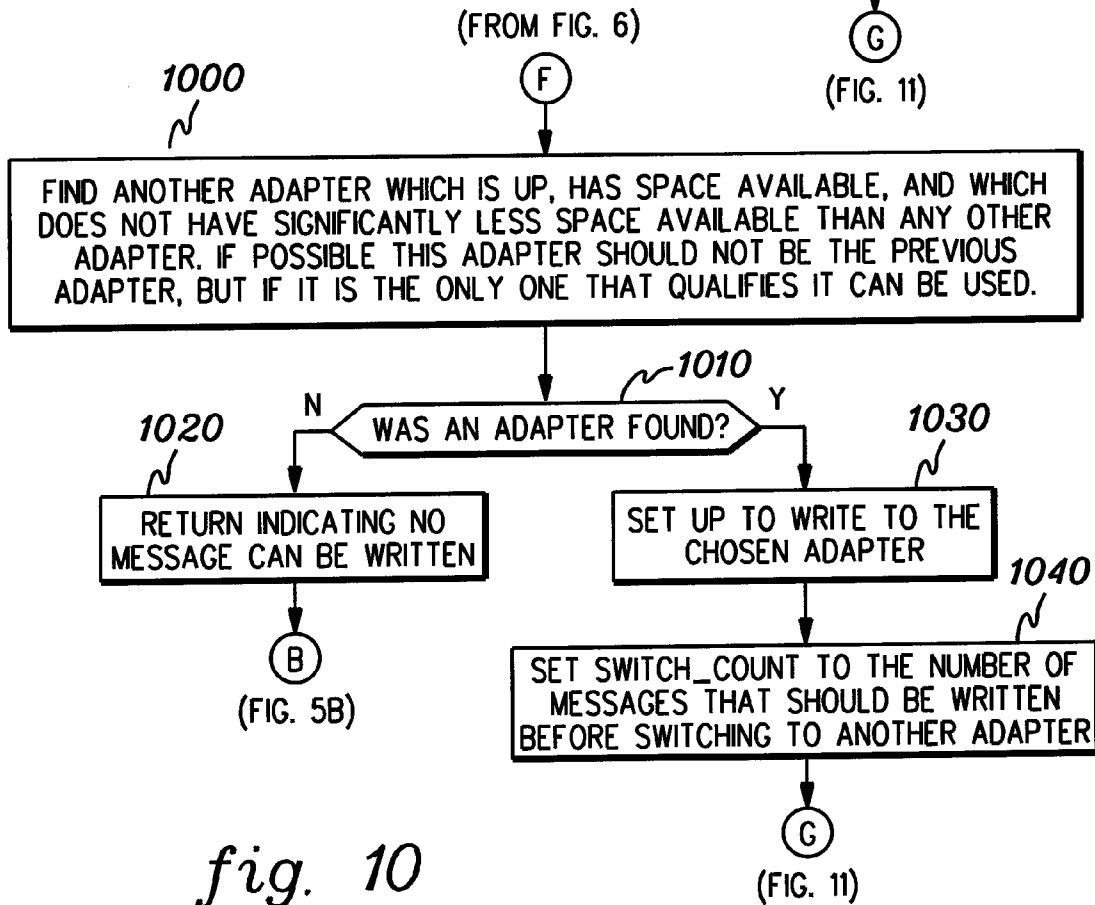 (FROM FIG. 6)
F
G
(FIG. 11)
1000
FIND ANOTHER ADAPTER WHICH IS UP, HAS SPACE AVAILABLE, AND WHICH
DOES NOT HAVE SIGNIFICANTLY LESS SPACE AVAILABLE THAN ANY OTHER
ADAPTER. IF POSSIBLE THIS ADAPTER SHOULD NOT BE THE PREVIOUS
ADAPTER, BUT IF IT IS THE ONLY ONE THAT QUALIFIES IT CAN BE USED.
1010
N
WAS AN ADAPTER FOUND?
Y
1020
RETURN INDICATING NO
MESSAGE CAN BE WRITTEN
B
(FIG. 5B)
1030
SET UP TO WRITE TO THE
CHOSEN ADAPTER
1040
SET SWITCH_COUNT TO THE NUMBER OF
MESSAGES THAT SHOULD BE WRITTEN
BEFORE SWITCHING TO ANOTHER ADAPTER
G
(FIG. 11)
fig. 10